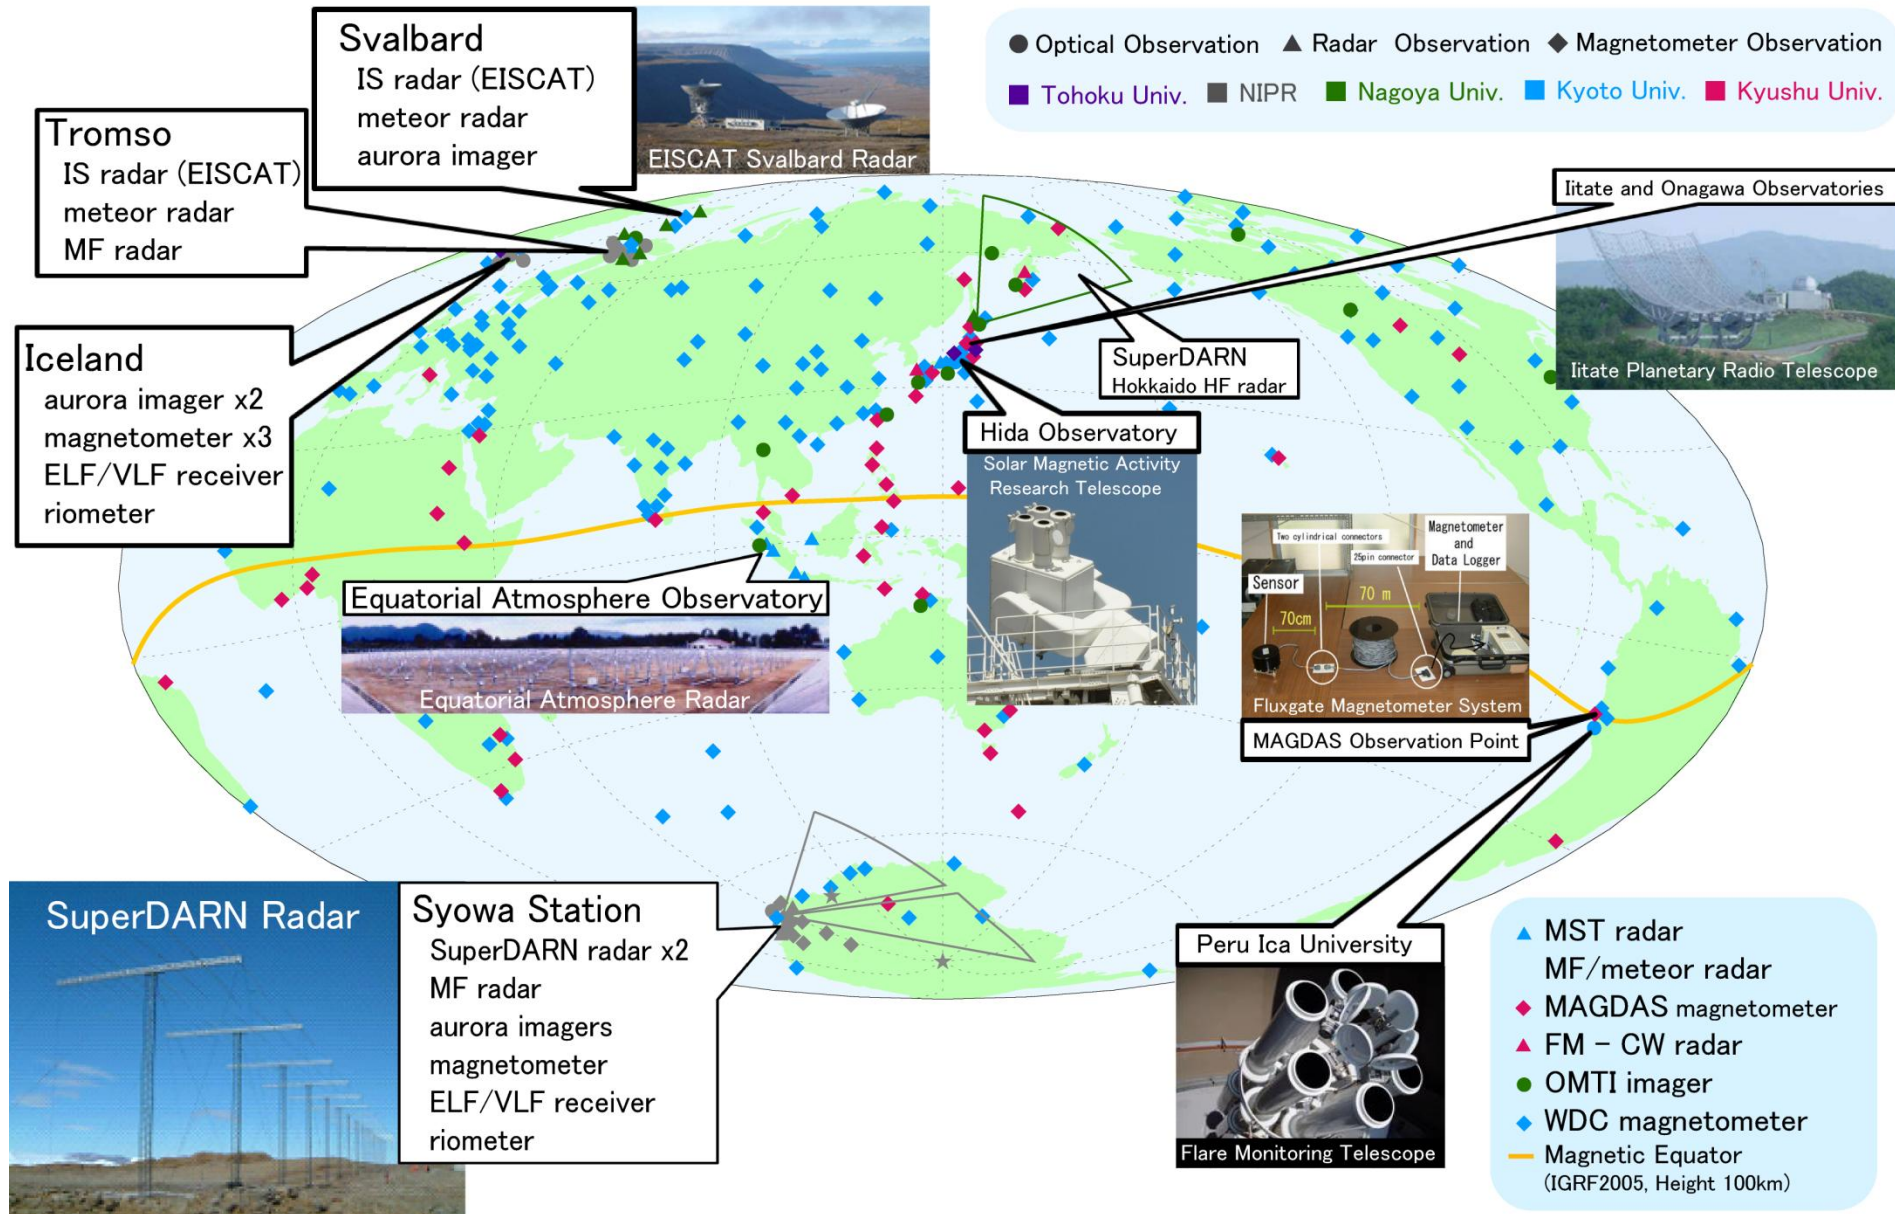 Svalbard
IS radar (EISCAT)
meteor radar
aurora imager
EISCAT Svalbard Radar
Optical Observation
Radar Observation
Magnetometer Observation
Tohoku Univ.
NIPR
Nagoya Univ.
Kyoto Univ.
Kyushu Univ.
Tromso
IS radar (EISCAT)
meteor radar
MF radar
Iitate and Onagawa Observatories
Iitate Planetary Radio Telescope
Iceland
aurora imager x2
magnetometer x3
ELF/VLF receiver
riometer
SuperDARN
Hokkaido HF radar
Hida Observatory
Solar Magnetic Activity
Research Telescope
Equatorial Atmosphere Observatory
Equatorial Atmosphere Radar
Two cylindrical connectors
25pin connector
Magnetometer
and
Data Logger
Sensor
70 m
70cm
Fluxgate Magnetometer System
MAGDAS Observation Point
SuperDARN Radar
Syowa Station
SuperDARN radar x2
MF radar
aurora imagers
magnetometer
ELF/VLF receiver
riometer
Peru Ica University
Flare Monitoring Telescope
MST radar
MF/meteor radar
MAGDAS magnetometer
FM - CW radar
OMTI imager
WDC magnetometer
Magnetic Equator
(IGRF2005, Height 100km)